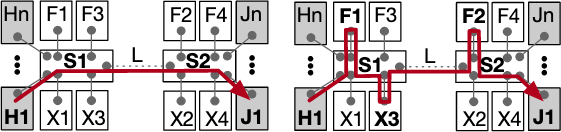 Hn F1 F3 F2 F4 Jn
S1 L S2
H1 X1 X3 X2 X4 J1
Hn F1 F3 F2 F4 Jn
S1 L S2
H1 X1 X3 X2 X4 J1